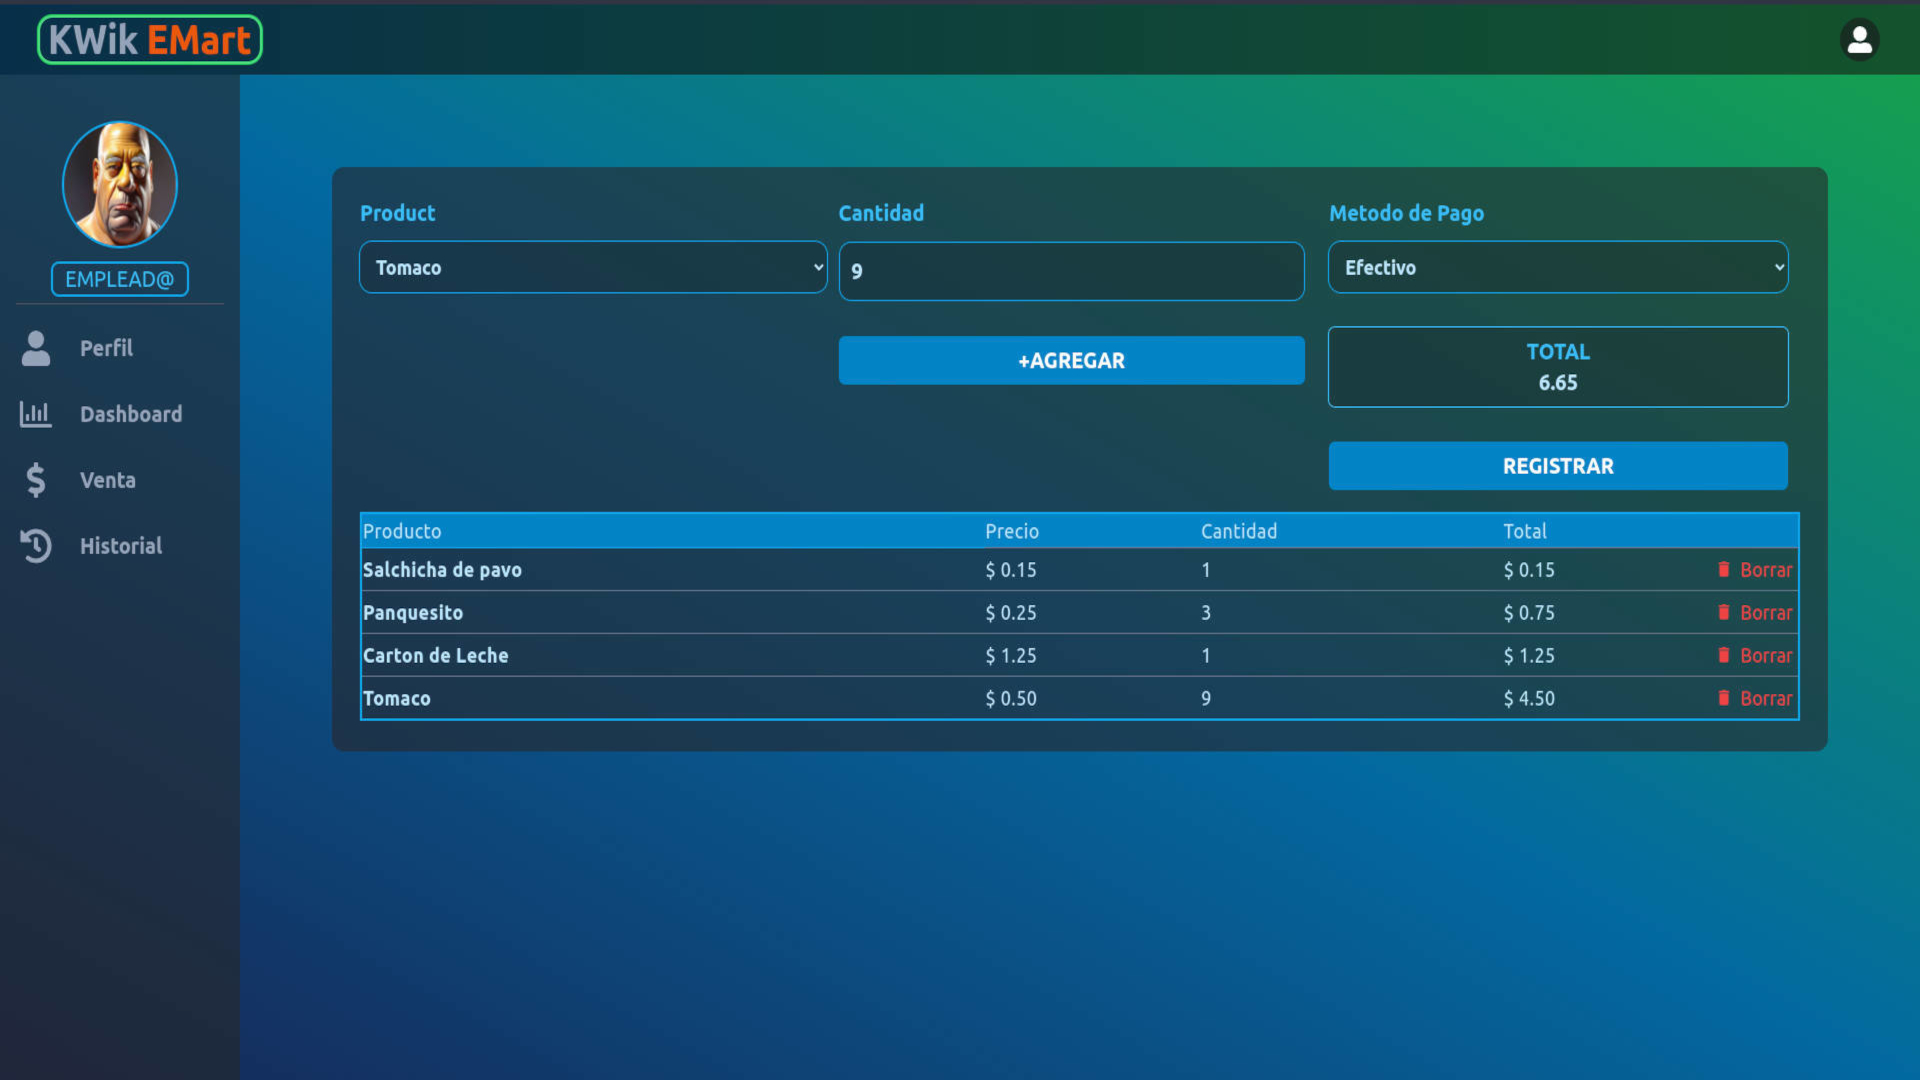 KWik EMart
EMPLEAD@
Perfil
Dashboard
Venta
Historial
Product
Cantidad
Metodo de Pago
Tomaco
9
Efectivo
+AGREGAR
TOTAL
6.65
REGISTRAR
Producto Precio Cantidad Total
Salchicha de pavo $ 0.15 1 $ 0.15 Borrar
Panquesito $ 0.25 3 $ 0.75 Borrar
Carton de Leche $ 1.25 1 $ 1.25 Borrar
Tomaco $ 0.50 9 $ 4.50 Borrar